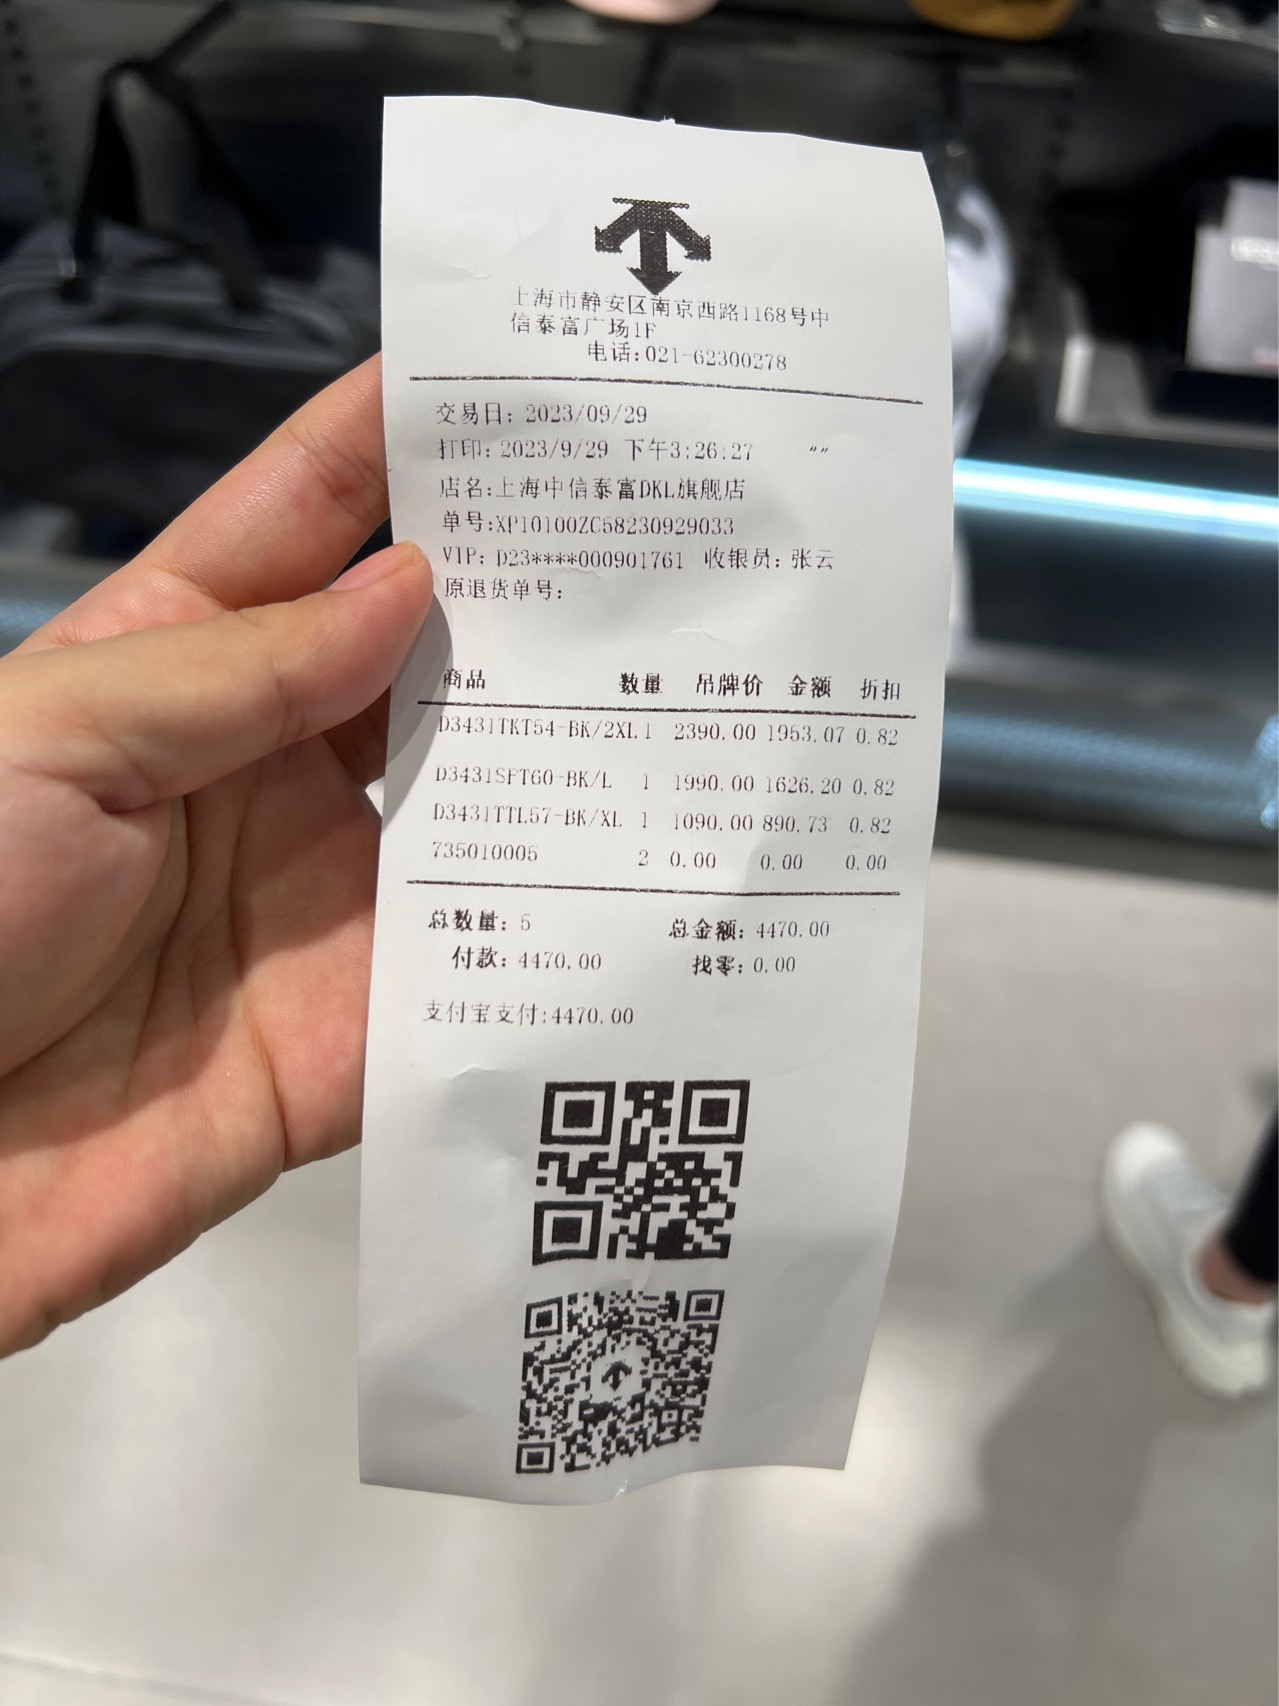 上海市静安区南京西路1168号中
信泰富广场1F
电话:021-62300278
交易日: 2023/09/29
打印: 2023/9/29 下午3:26:27 ""
店名:上海中信泰富DKL旗舰店
单号:XP10100ZC58230929033
VIP: D23****000901761 收银员: 张云
原退货单号:
商品 数量 吊牌价 金额 折扣
D3431TKT54-BK/2XL 1 2390.00 1953.07 0.82
D3431SFT60-BK/L 1 1990.00 1626.20 0.82
D3431TTL57-BK/XL 1 1090.00 890.73 0.82
735010005 2 0.00 0.00 0.00
总数量: 5 总金额: 4470.00
付款: 4470.00 找零: 0.00
支付宝支付:4470.00